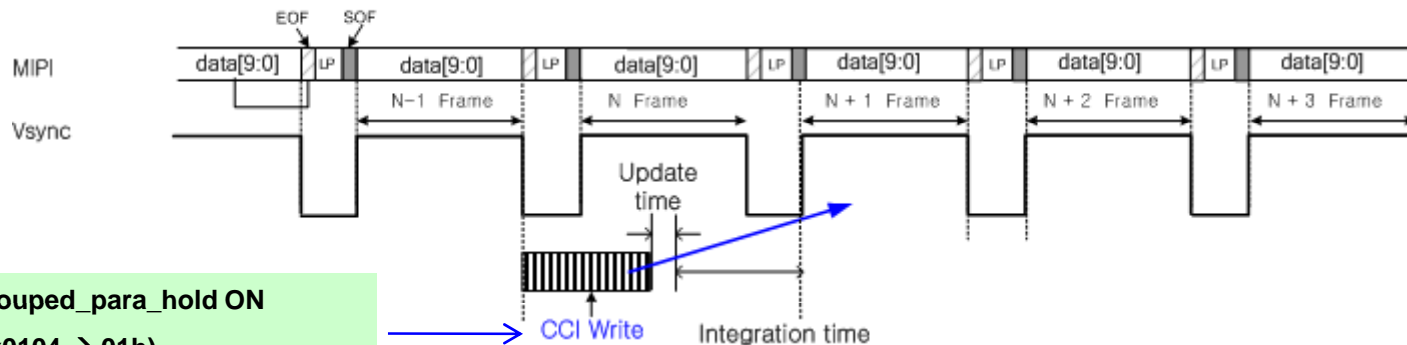 EOF SOF
MIPI data[9:0] LP data[9:0] LP data[9:0] LP data[9:0] LP data[9:0] LP data[9:0]
N-1 Frame N Frame N + 1 Frame N + 2 Frame N + 3 Frame
Vsync
Update
time
ouped_para_hold ON
0104 → 01h)
CCI Write Integration time